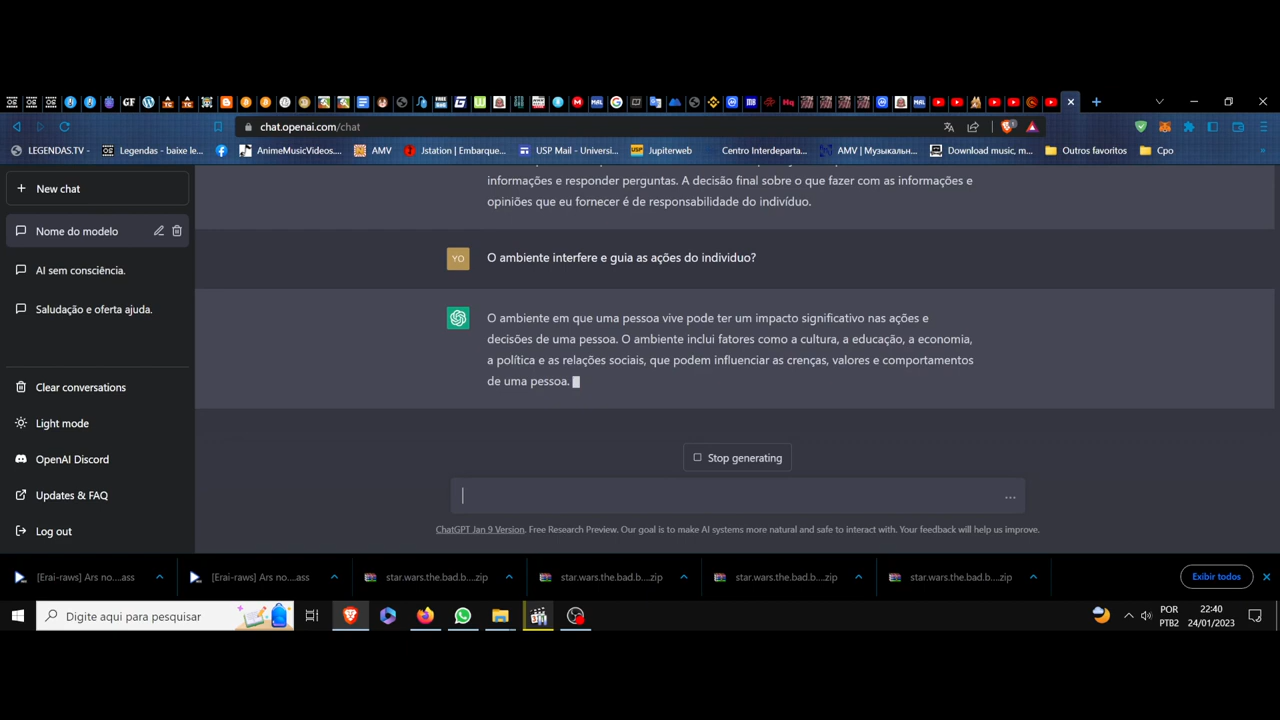 GF
chat.openai.com/chat
1
LEGENDAS.TV
Legendas - baixe le...
AnimeMusicVideos....
AMV
Jstation | Embarque...
USP Mail - Universi...
Jupiterweb
Centro Interdeparta...
AMV | Музыкальн...
Download music, m...
Outros favoritos
Cpo
New chat
Nome do modelo
AI sem consciência.
Saludação e oferta ajuda.
Clear conversations
Light mode
OpenAI Discord
Updates & FAQ
Log out
informações e responder perguntas. A decisão final sobre o que fazer com as informações e
opiniões que eu fornecer é de responsabilidade do indivíduo.
YO
O ambiente interfere e guia as ações do individuo?
O ambiente em que uma pessoa vive pode ter um impacto significativo nas ações e
decisões de uma pessoa. O ambiente inclui fatores como a cultura, a educação, a economia,
a política e as relações sociais, que podem influenciar as crenças, valores e comportamentos
de uma pessoa.
Stop generating
ChatGPT Jan 9 Version. Free Research Preview. Our goal is to make AI systems more natural and safe to interact with. Your feedback will help us improve.
[Erai-raws] Ars no....ass
[Erai-raws] Ars no....ass
star.wars.the.bad.b....zip
star.wars.the.bad.b....zip
star.wars.the.bad.b....zip
star.wars.the.bad.b....zip
Exibir todos
Digite aqui para pesquisar
POR
PTB2
22:40
24/01/2023